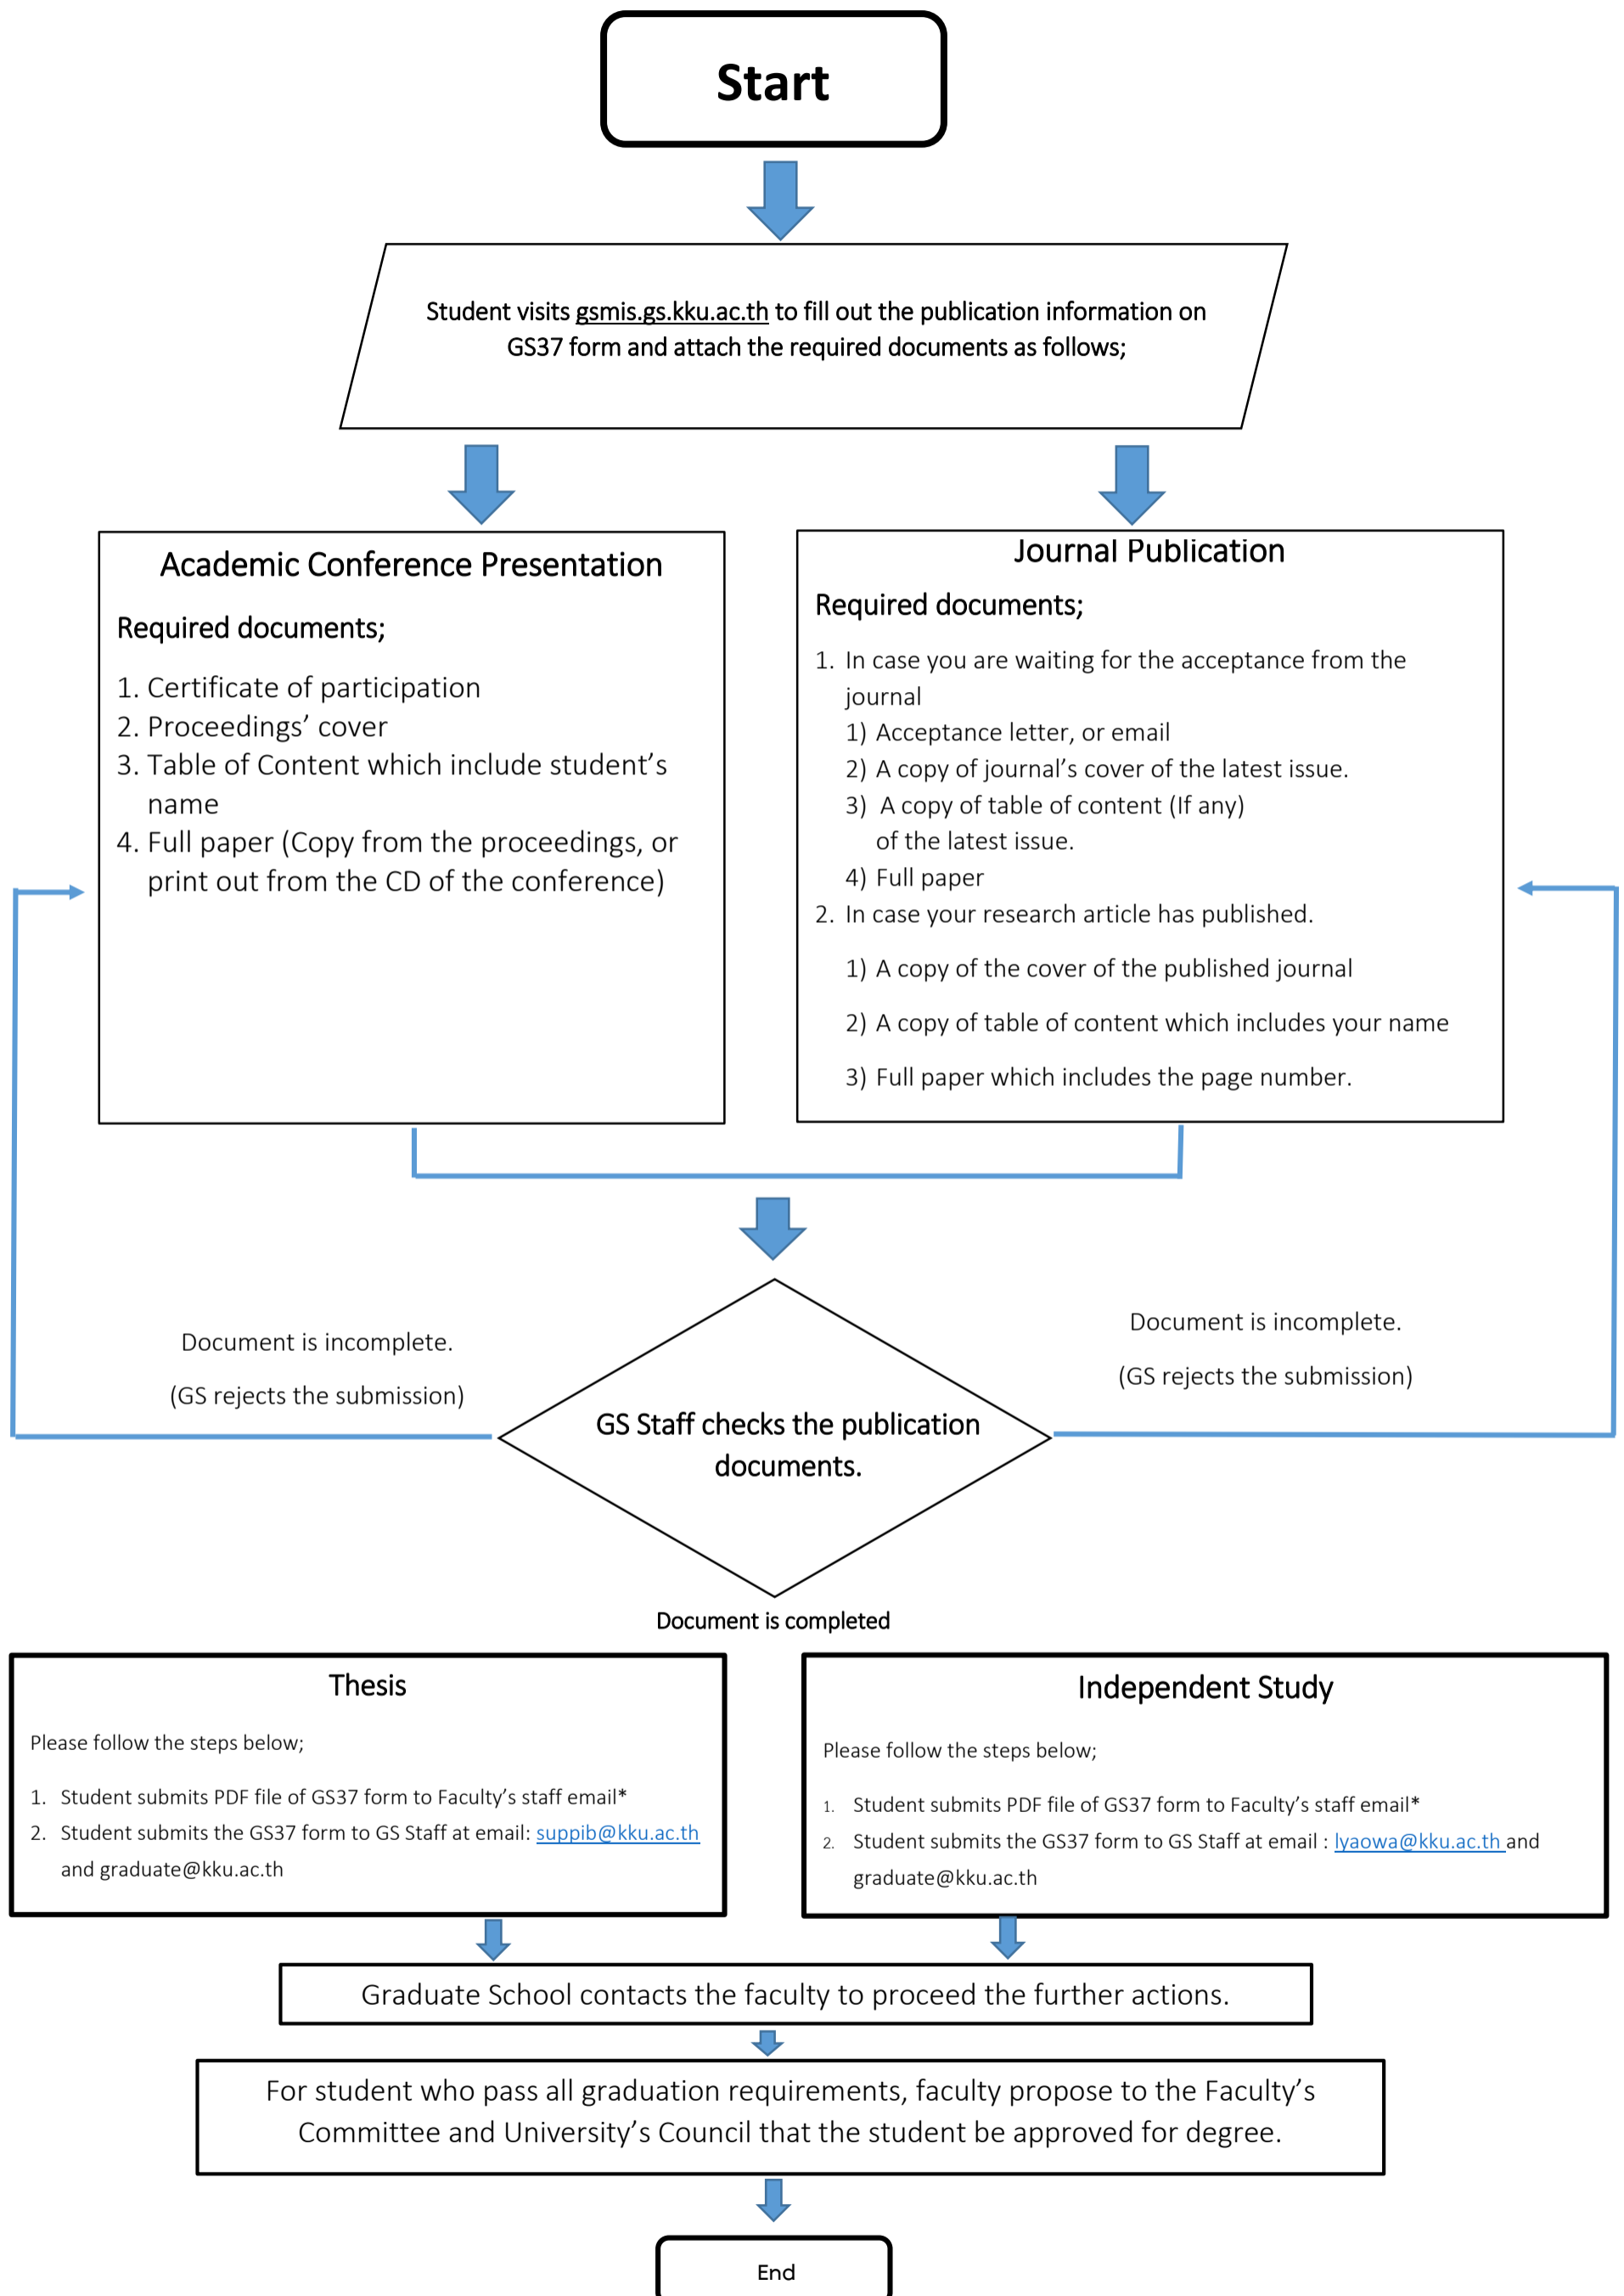 Start
Student visits gsmis.gs.kku.ac.th to fill out the publication information on
GS37 form and attach the required documents as follows;
Academic Conference Presentation
Required documents;
1. Certificate of participation
2. Proceedings’ cover
3. Table of Content which include student’s
name
4. Full paper (Copy from the proceedings, or
print out from the CD of the conference)
Journal Publication
Required documents;
1. In case you are waiting for the acceptance from the
journal
1) Acceptance letter, or email
2) A copy of journal’s cover of the latest issue.
3) A copy of table of content (If any)
of the latest issue.
4) Full paper
2. In case your research article has published.
1) A copy of the cover of the published journal
2) A copy of table of content which includes your name
3) Full paper which includes the page number.
Document is incomplete.
(GS rejects the submission)
Document is incomplete.
(GS rejects the submission)
GS Staff checks the publication
documents.
Document is completed
Thesis
Please follow the steps below;
1. Student submits PDF file of GS37 form to Faculty’s staff email*
2. Student submits the GS37 form to GS Staff at email: suppib@kku.ac.th
and graduate@kku.ac.th
Independent Study
Please follow the steps below;
1. Student submits PDF file of GS37 form to Faculty’s staff email*
2. Student submits the GS37 form to GS Staff at email : lyaowa@kku.ac.th and
graduate@kku.ac.th
Graduate School contacts the faculty to proceed the further actions.
For student who pass all graduation requirements, faculty propose to the Faculty’s
Committee and University’s Council that the student be approved for degree.
End